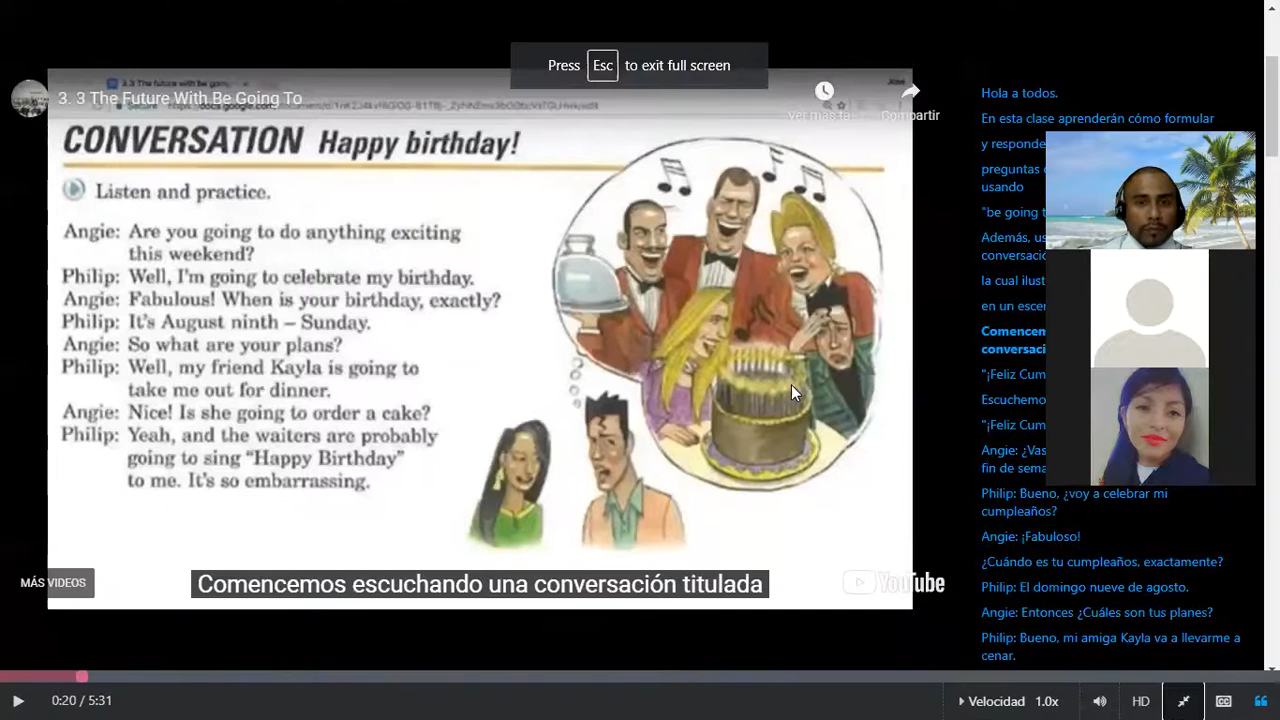 Press Esc to exit full screen
3. 3 The Future With Be Going To
Ver más ta
Compartir
CONVERSATION Happy birthday!
Listen and practice.
Angie: Are you going to do anything exciting
this weekend?
Philip: Well, I'm going to celebrate my birthday.
Angie: Fabulous! When is your birthday, exactly?
Philip: It's August ninth – Sunday.
Angie: So what are your plans?
Philip: Well, my friend Kayla is going to
take me out for dinner.
Angie: Nice! Is she going to order a cake?
Philip: Yeah, and the waiters are probably
going to sing "Happy Birthday"
to me. It's so embarrassing.
MÁS VIDEOS
Comencemos escuchando una conversación titulada
YouTube
Hola a todos.
En esta clase aprenderán cómo formular
y responde
preguntas
usando
"be going t
Además, us
conversació
la cual ilust
en un escen
Comencem
conversaci
"¡Feliz Cum
Escuchemo
"¡Feliz Cum
Angie: ¿Vas
fin de sema
Philip: Bueno, ¿voy a celebrar mi
cumpleaños?
Angie: ¡Fabuloso!
¿Cuándo es tu cumpleaños, exactamente?
Philip: El domingo nueve de agosto.
Angie: Entonces ¿Cuáles son tus planes?
Philip: Bueno, mi amiga Kayla va a llevarme a
cenar.
0:20 / 5:31
Velocidad 1.0x
HD
CC